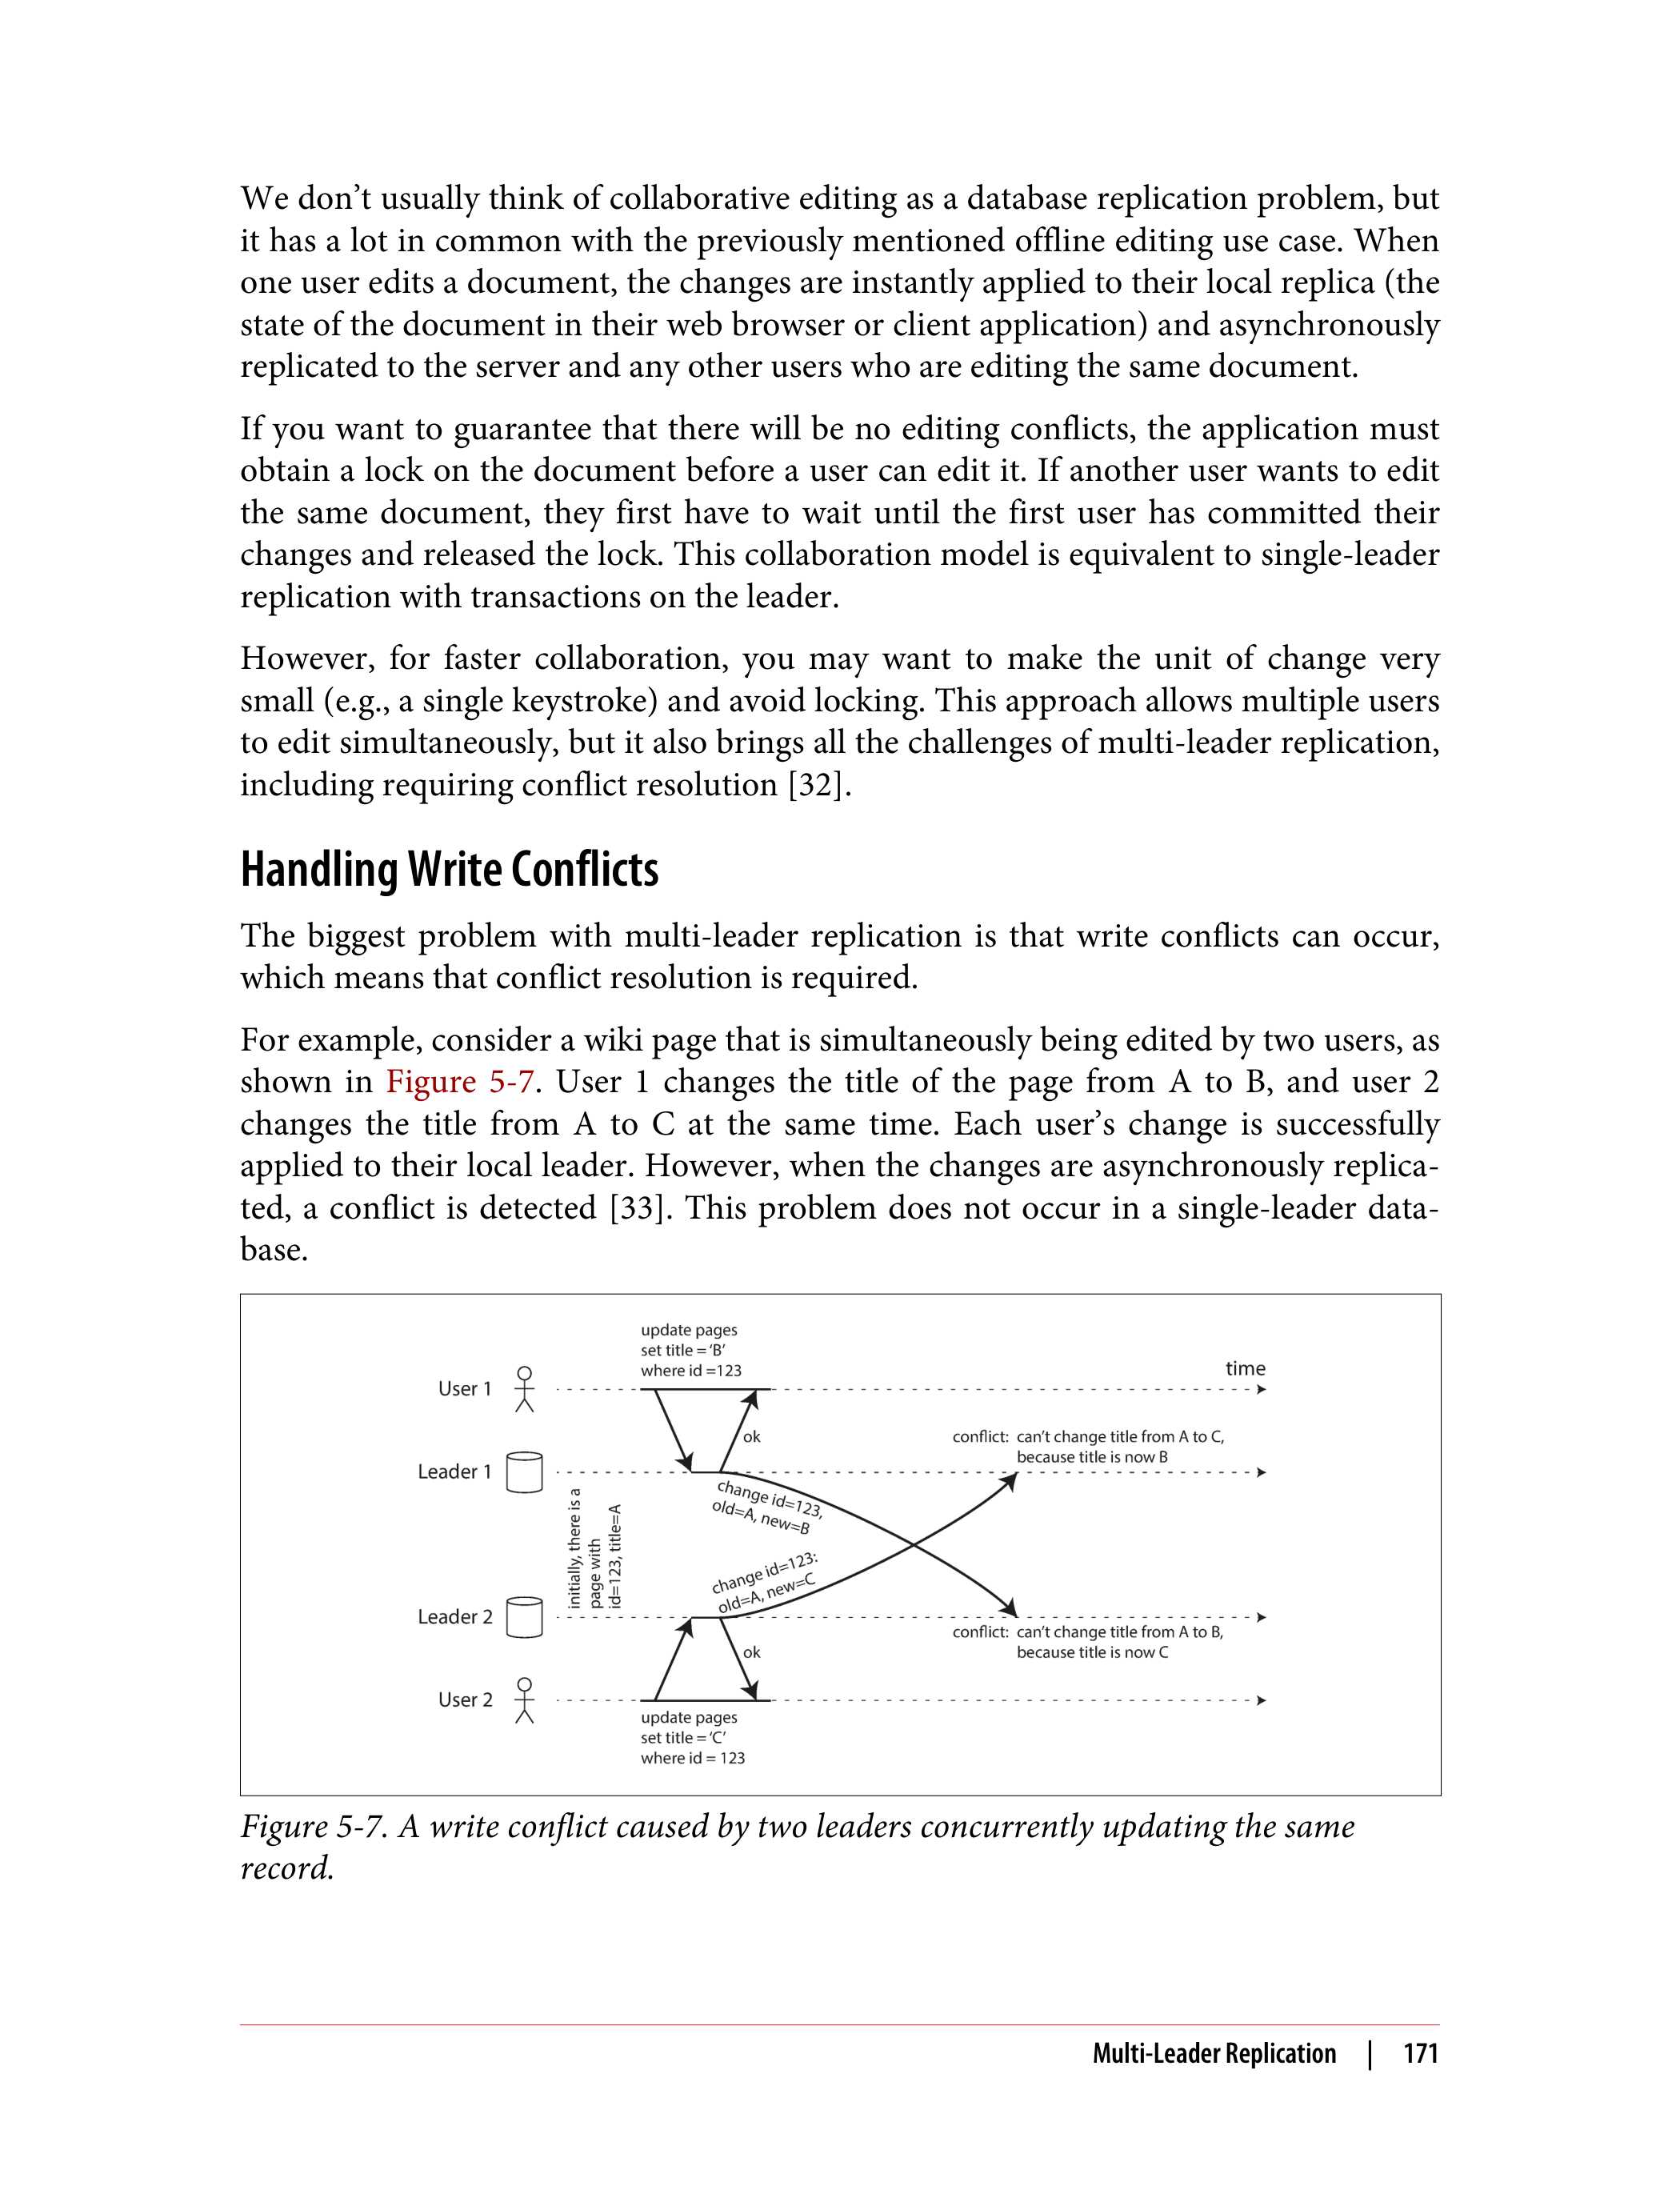 We don’t usually think of collaborative editing as a database replication problem, but
it has a lot in common with the previously mentioned offline editing use case. When
one user edits a document, the changes are instantly applied to their local replica (the
state of the document in their web browser or client application) and asynchronously
replicated to the server and any other users who are editing the same document.
If you want to guarantee that there will be no editing conflicts, the application must
obtain a lock on the document before a user can edit it. If another user wants to edit
the same document, they first have to wait until the first user has committed their
changes and released the lock. This collaboration model is equivalent to single-leader
replication with transactions on the leader.
However, for faster collaboration, you may want to make the unit of change very
small (e.g., a single keystroke) and avoid locking. This approach allows multiple users
to edit simultaneously, but it also brings all the challenges of multi-leader replication,
including requiring conflict resolution [32].
Handling Write Conflicts
The biggest problem with multi-leader replication is that write conflicts can occur,
which means that conflict resolution is required.
For example, consider a wiki page that is simultaneously being edited by two users, as
shown in Figure 5-7. User 1 changes the title of the page from A to B, and user 2
changes the title from A to C at the same time. Each user’s change is successfully
applied to their local leader. However, when the changes are asynchronously replica-
ted, a conflict is detected [33]. This problem does not occur in a single-leader data-
base.
update pages
set title = ‘B’
where id =123
time
User 1
ok
conflict: can’t change title from A to C,
because title is now B
Leader 1
change id=123,
old=A, new=B
initially, there is a
page with
id=123, title=A
change id=123:
old=A, new=C
Leader 2
conflict: can’t change title from A to B,
because title is now C
ok
User 2
update pages
set title = ‘C’
where id = 123
Figure 5-7. A write conflict caused by two leaders concurrently updating the same
record.
Multi-Leader Replication | 171